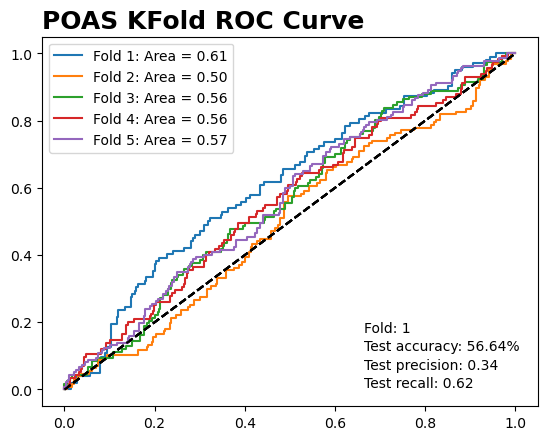 POAS KFold ROC Curve
Fold 1: Area = 0.61
Fold 2: Area = 0.50
Fold 3: Area = 0.56
Fold 4: Area = 0.56
Fold 5: Area = 0.57
1.0
0.8
0.6
0.4
0.2
0.0
Fold: 1
Test accuracy: 56.64%
Test precision: 0.34
Test recall: 0.62
0.0 0.2 0.4 0.6 0.8 1.0